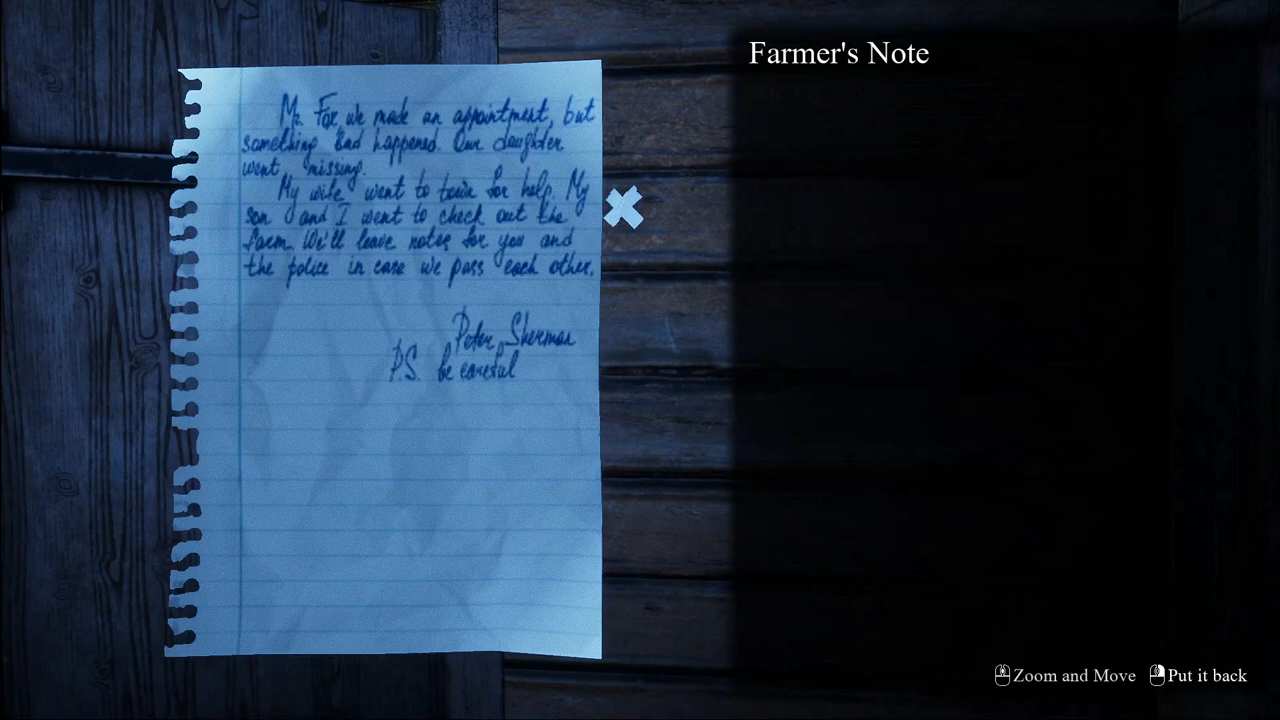 Farmer's Note
Mr. Fox, we made an appointment, but
something bad happened. Our daughter
went missing.
My wife went to town for help. My
son and I went to check out the
farm. We'll leave notes for you and
the police in case we pass each other.
Peter Sherman
P.S. be careful
Zoom and Move
Put it back